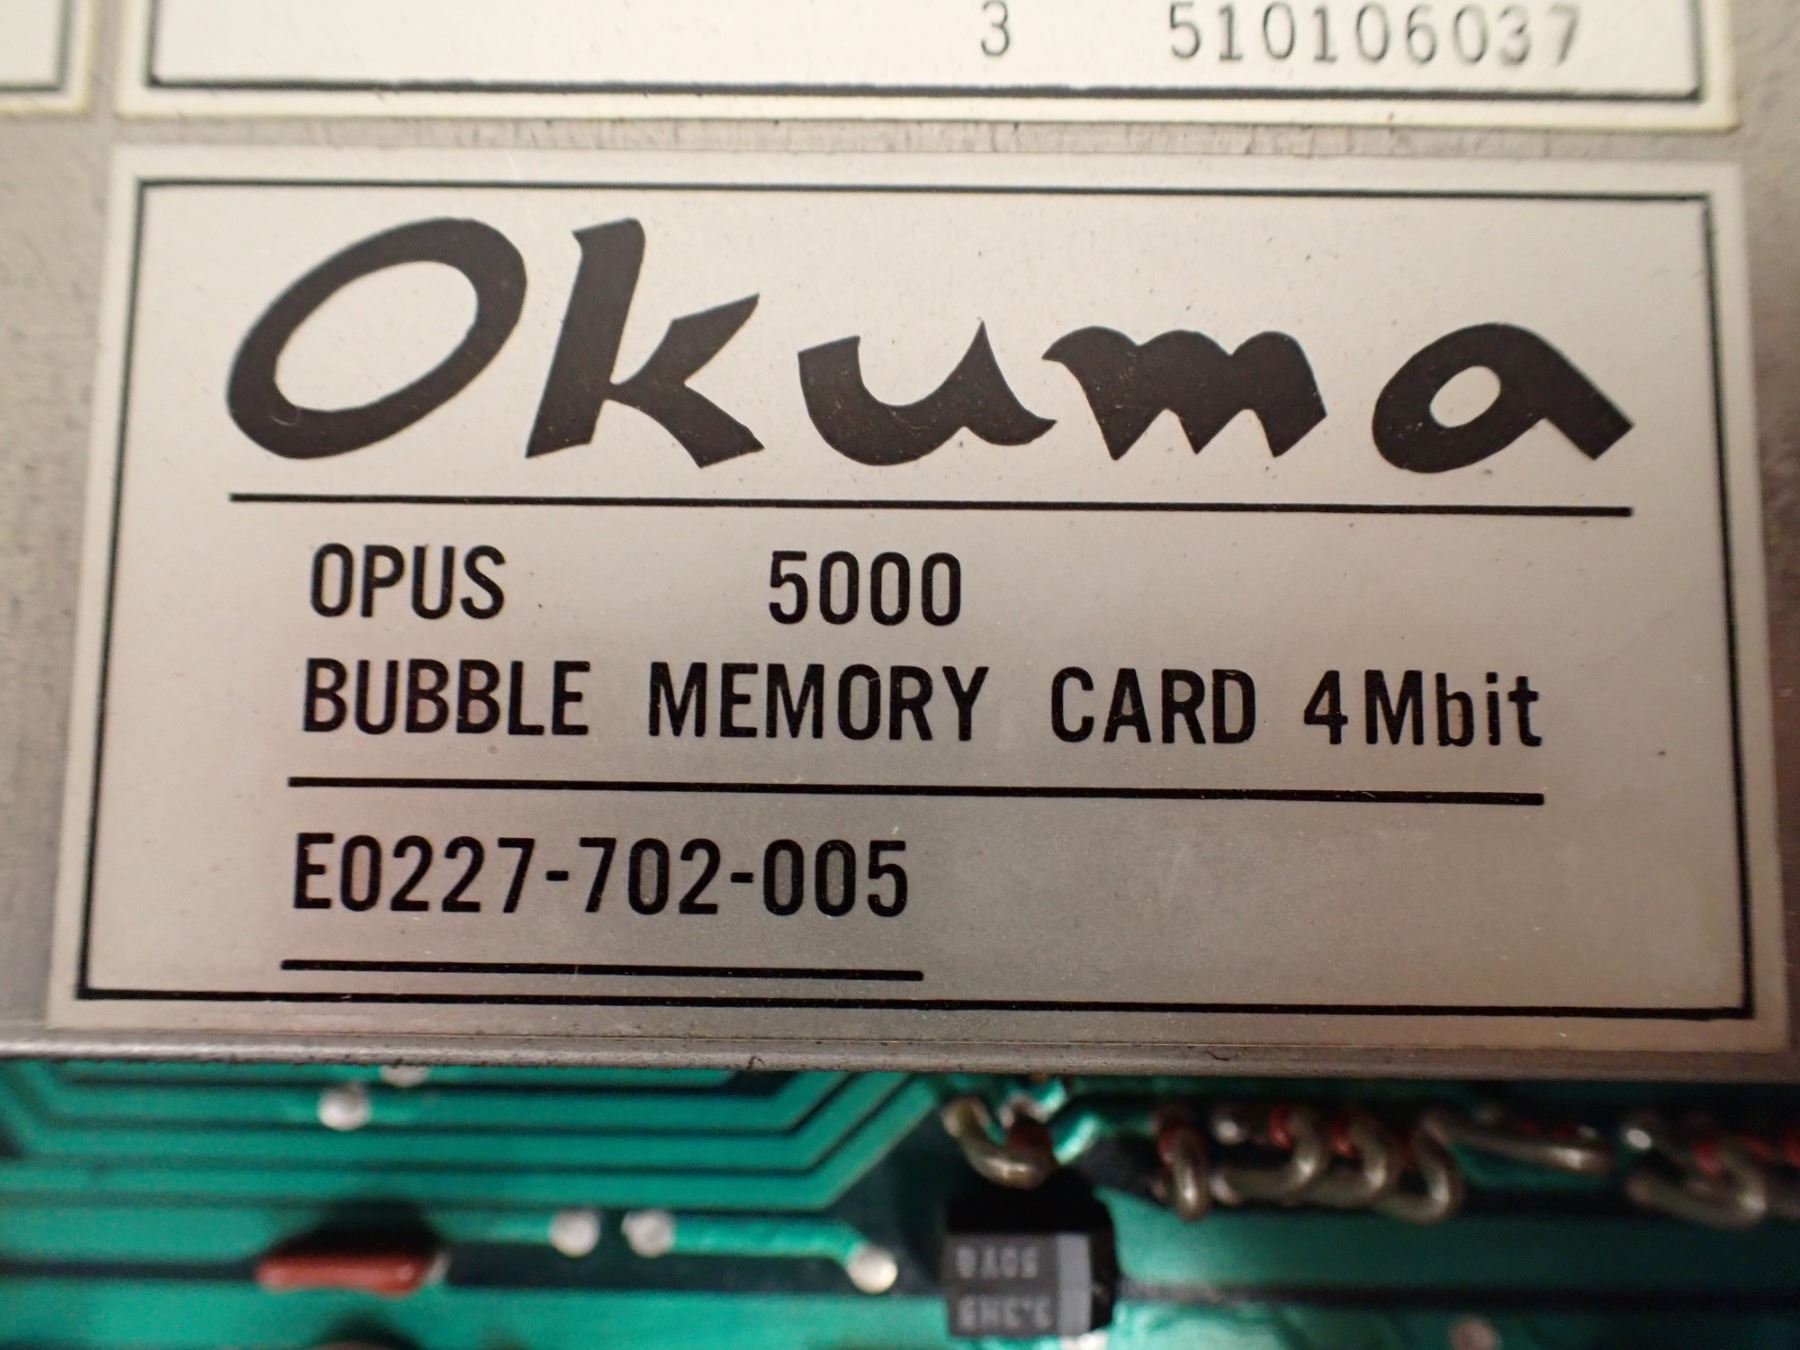 3 510106037
Okuma
OPUS 5000
BUBBLE MEMORY CARD 4Mbit
E0227-702-005